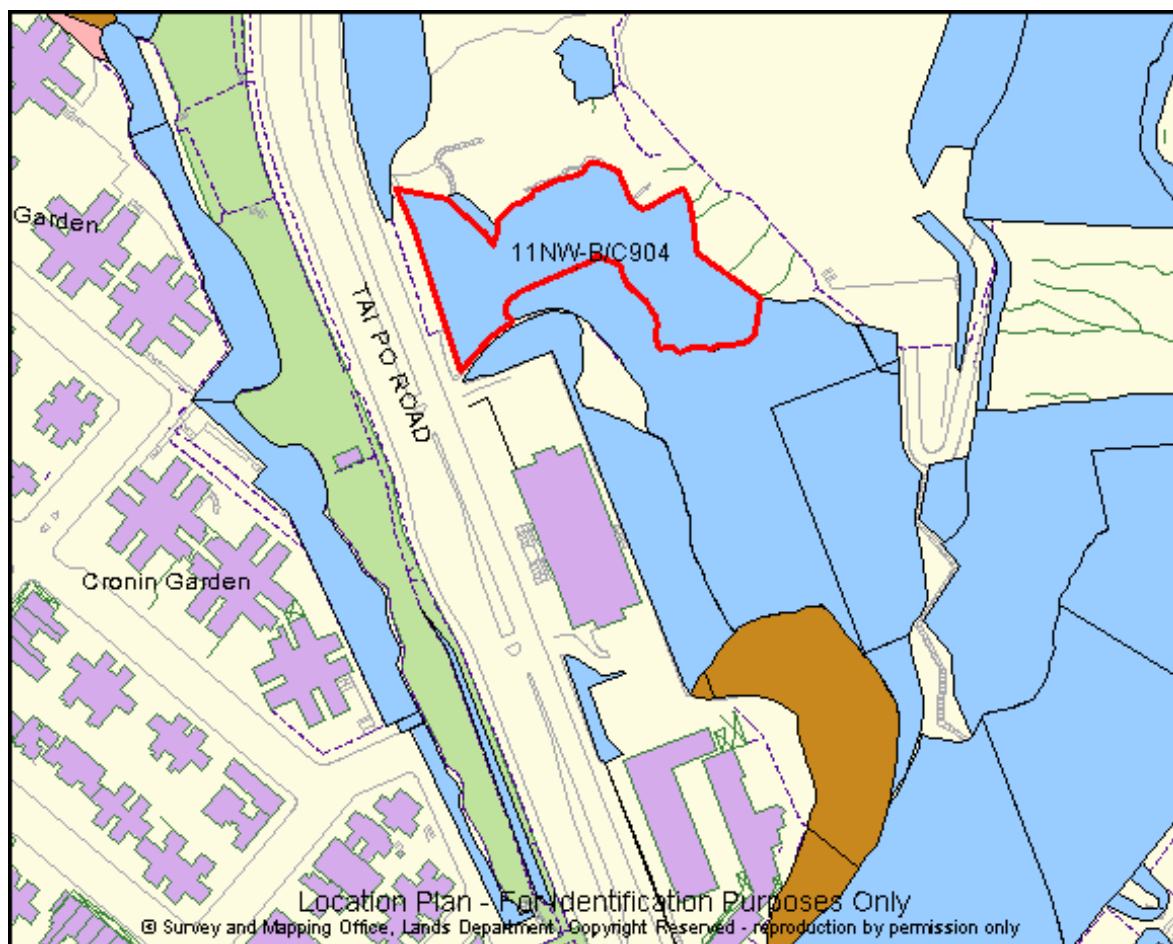 Garden
11NW-B/C904
TAI PO ROAD
Cronin Garden
Location Plan - For Identification Purposes Only
© Survey and Mapping Office, Lands Department, Copyright Reserved - reproduction by permission only